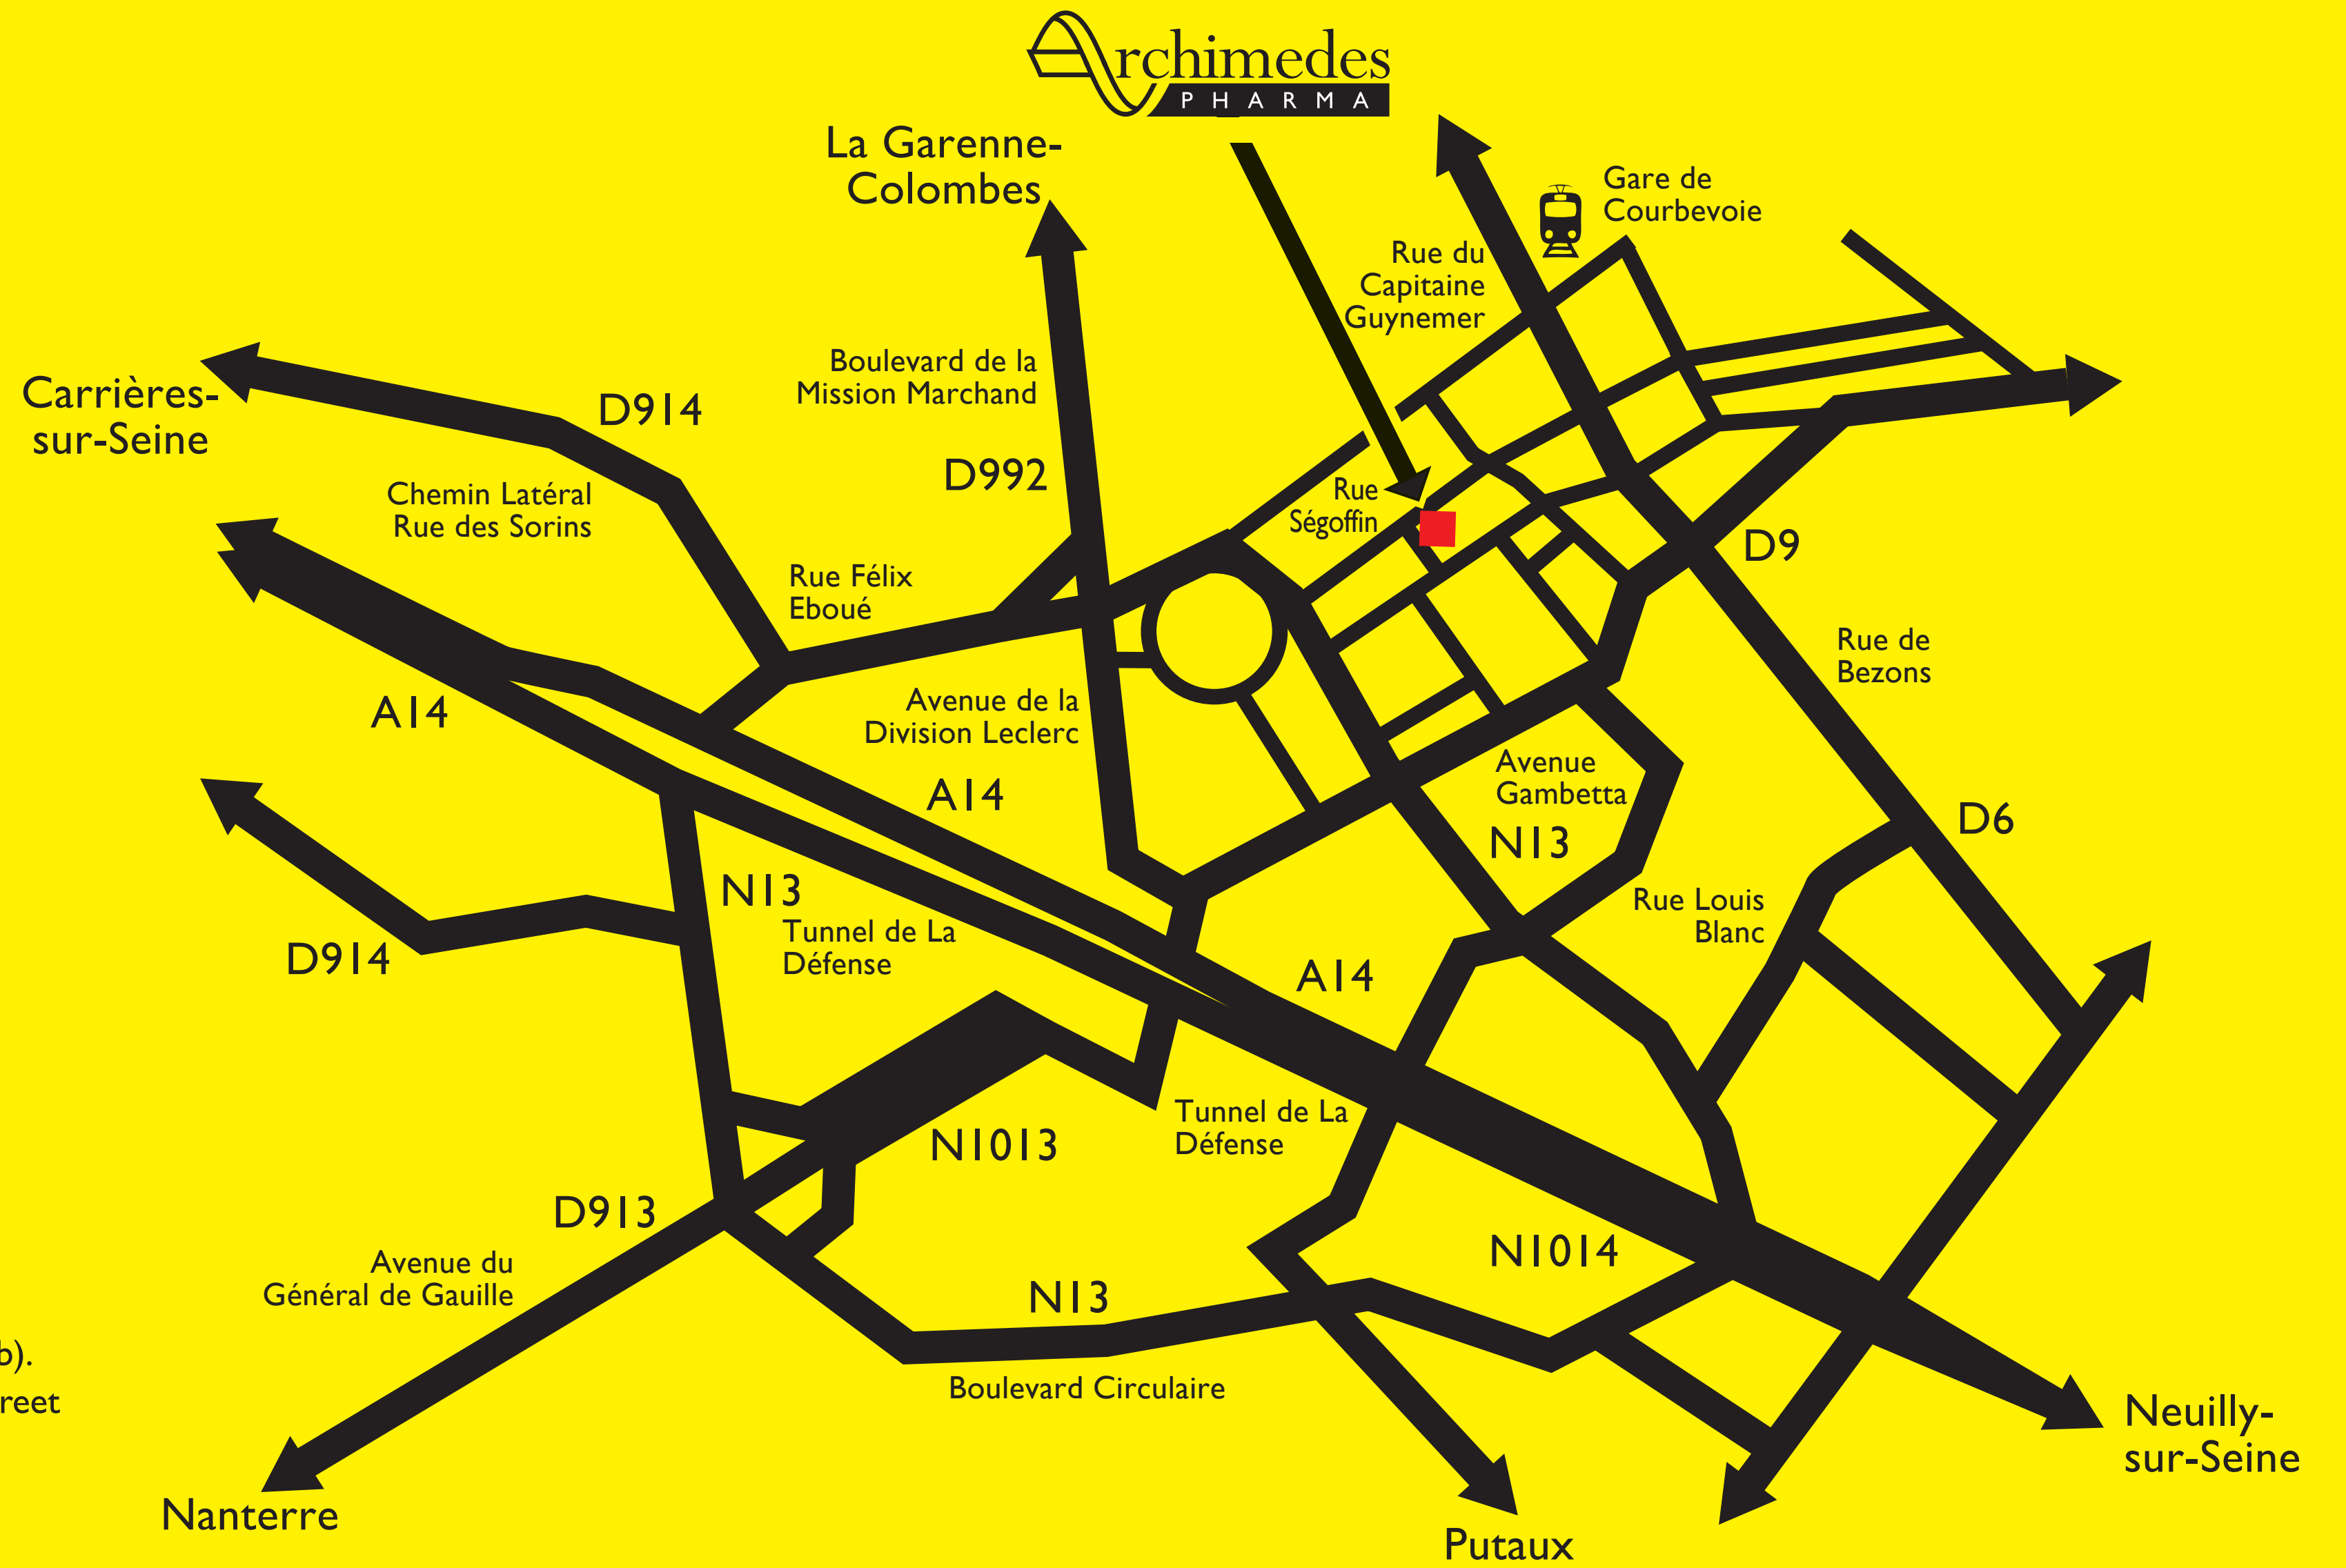 Archimedes
PHARMA
La Garenne-
Colombes
Gare de
Courbevoie
Rue du
Capitaine
Guynemer
Boulevard de la
Mission Marchand
Carrières-
sur-Seine
D914
D992
Chemin Latéral
Rue des Sorins
Rue
Ségoffin
D9
Rue Félix
Eboué
Rue de
Bezons
A14
Avenue de la
Division Leclerc
A14
Avenue
Gambetta
N13
D6
N13
Rue Louis
Blanc
Tunnel de La
Défense
D914
A14
Tunnel de La
Défense
N1013
D913
N1014
Avenue du
Général de Gauille
N13
b).
Boulevard Circulaire
reet
Neuilly-
sur-Seine
Nanterre
Putaux